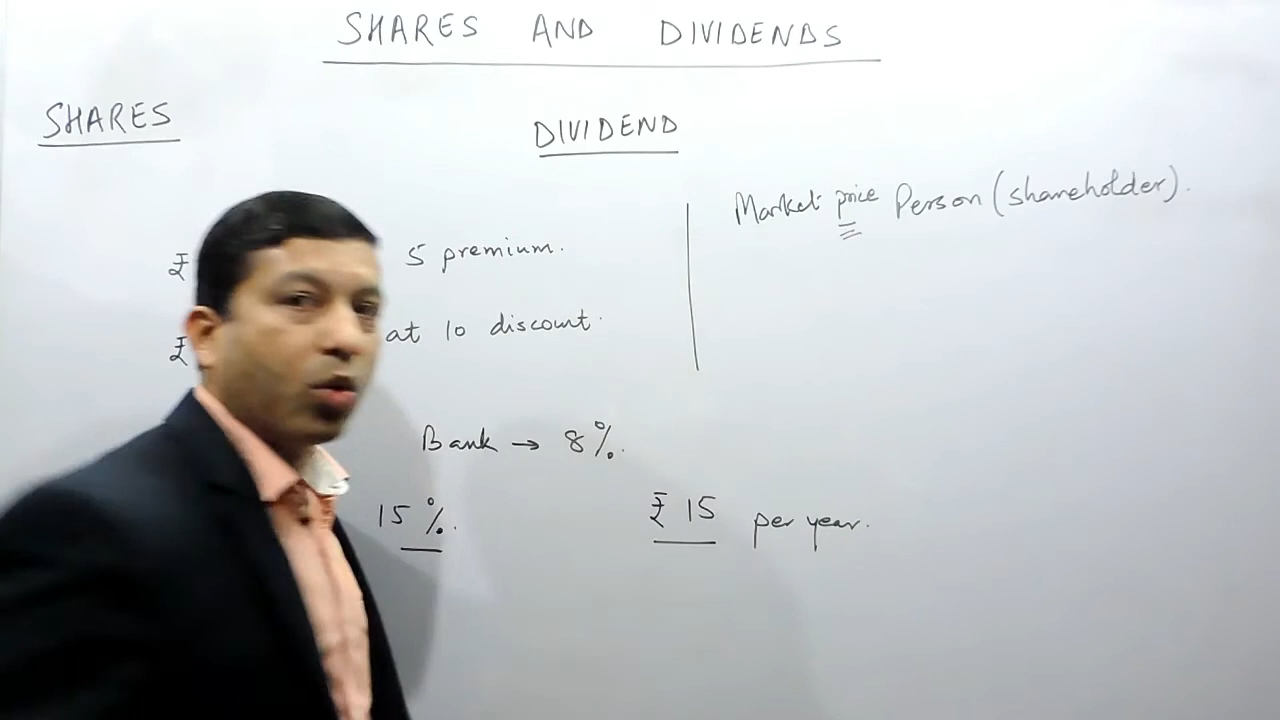 SHARES AND DIVIDENDS
SHARES
DIVIDEND
Market price Person (shareholder).
₹ 5 premium.
₹ at 10 discount.
Bank → 8%.
15%.
₹ 15 per year.